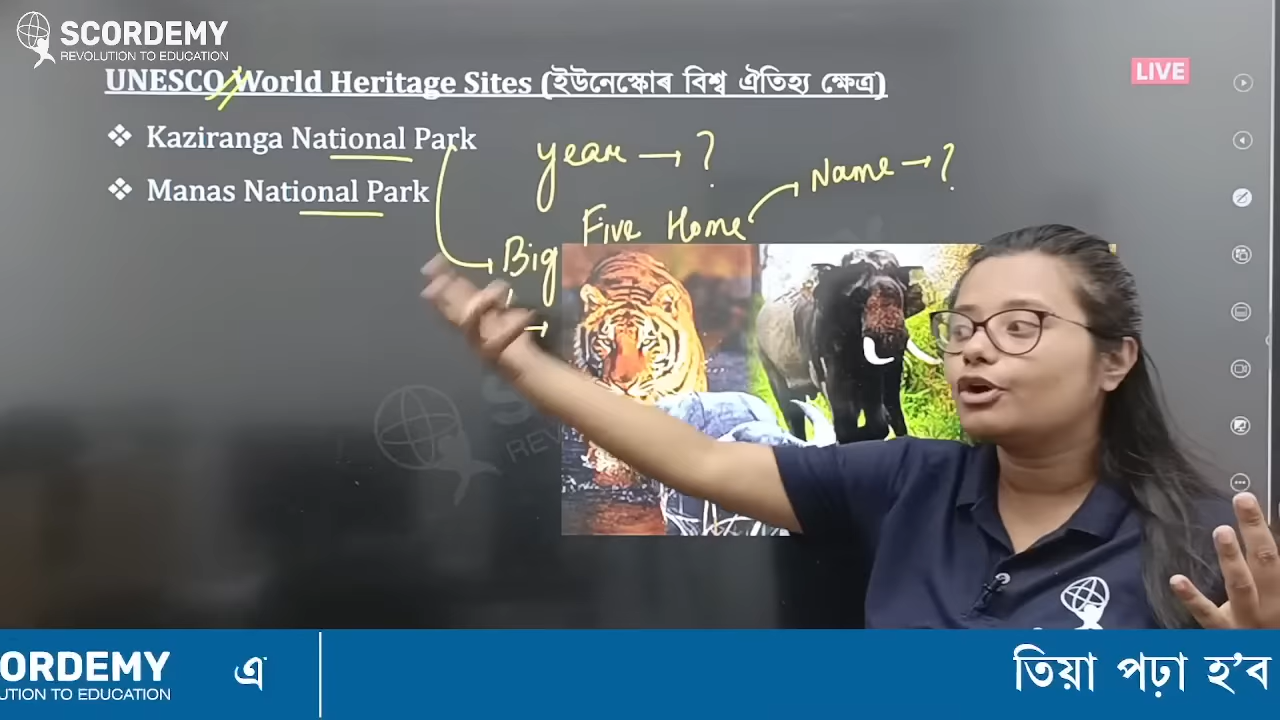 SCORDEMY
REVOLUTION TO EDUCATION
LIVE
UNESCO World Heritage Sites (ইউনেস্কোৰ বিশ্ব ঐতিহ্য ক্ষেত্ৰ)
❖ Kaziranga National Park
❖ Manas National Park
year → ?
Name → ?
Big Five Home
SCORDEMY এ
তিয়া পঢ়া হ’ব
UTION TO EDUCATION